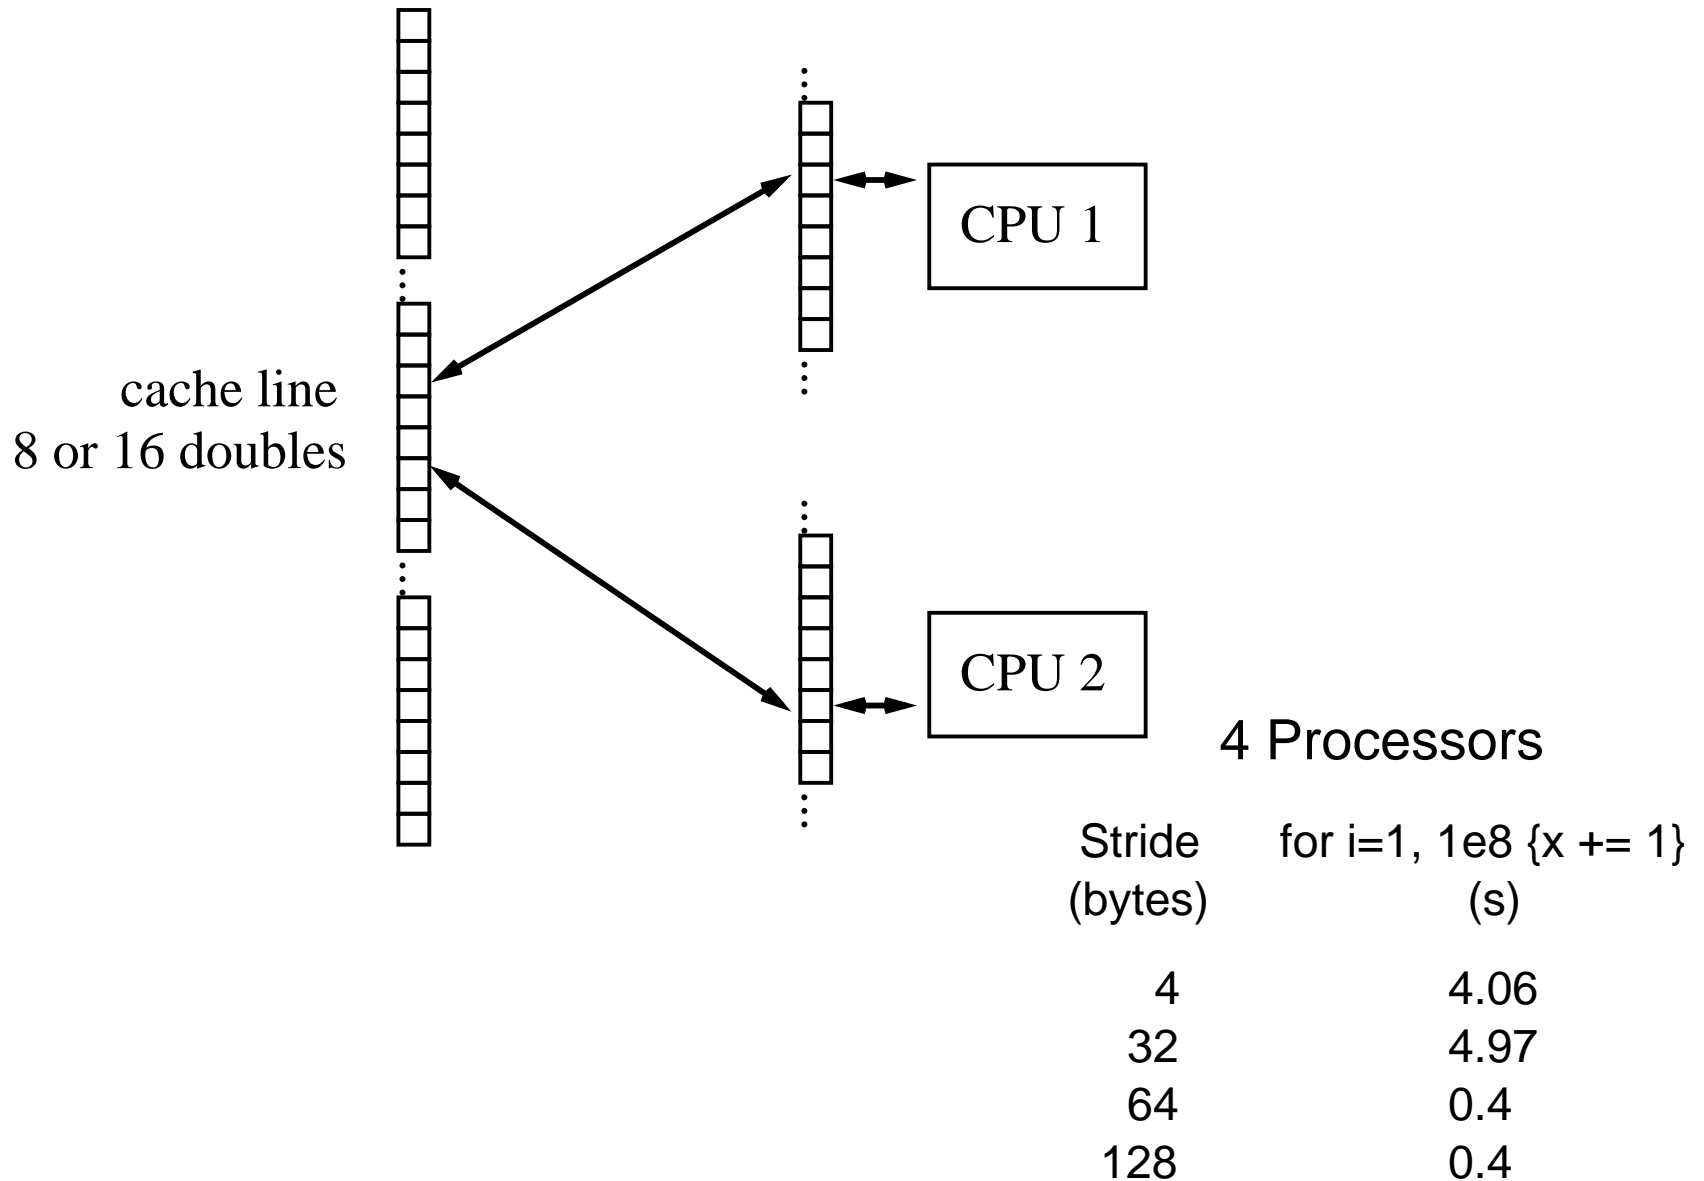 CPU 1
cache line
8 or 16 doubles
CPU 2
4 Processors
Stride for i=1, 1e8 {x += 1}
(bytes) (s)
4 4.06
32 4.97
64 0.4
128 0.4